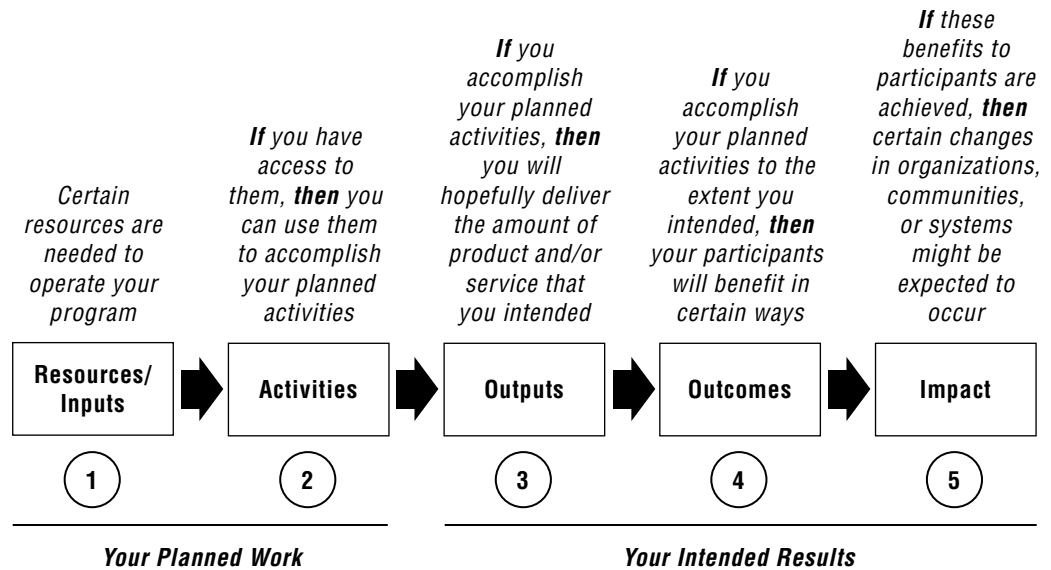 Certain
resources are
needed to
operate your
program
If you have
access to
them, then you
can use them
to accomplish
your planned
activities
If you
accomplish
your planned
activities, then
you will
hopefully deliver
the amount of
product and/or
service that
you intended
If you
accomplish
your planned
activities to the
extent you
intended, then
your participants
will benefit in
certain ways
If these
benefits to
participants are
achieved, then
certain changes
in organizations,
communities,
or systems
might be
expected to
occur
Resources/
Inputs
Activities
Outputs
Outcomes
Impact
1
2
3
4
5
Your Planned Work
Your Intended Results